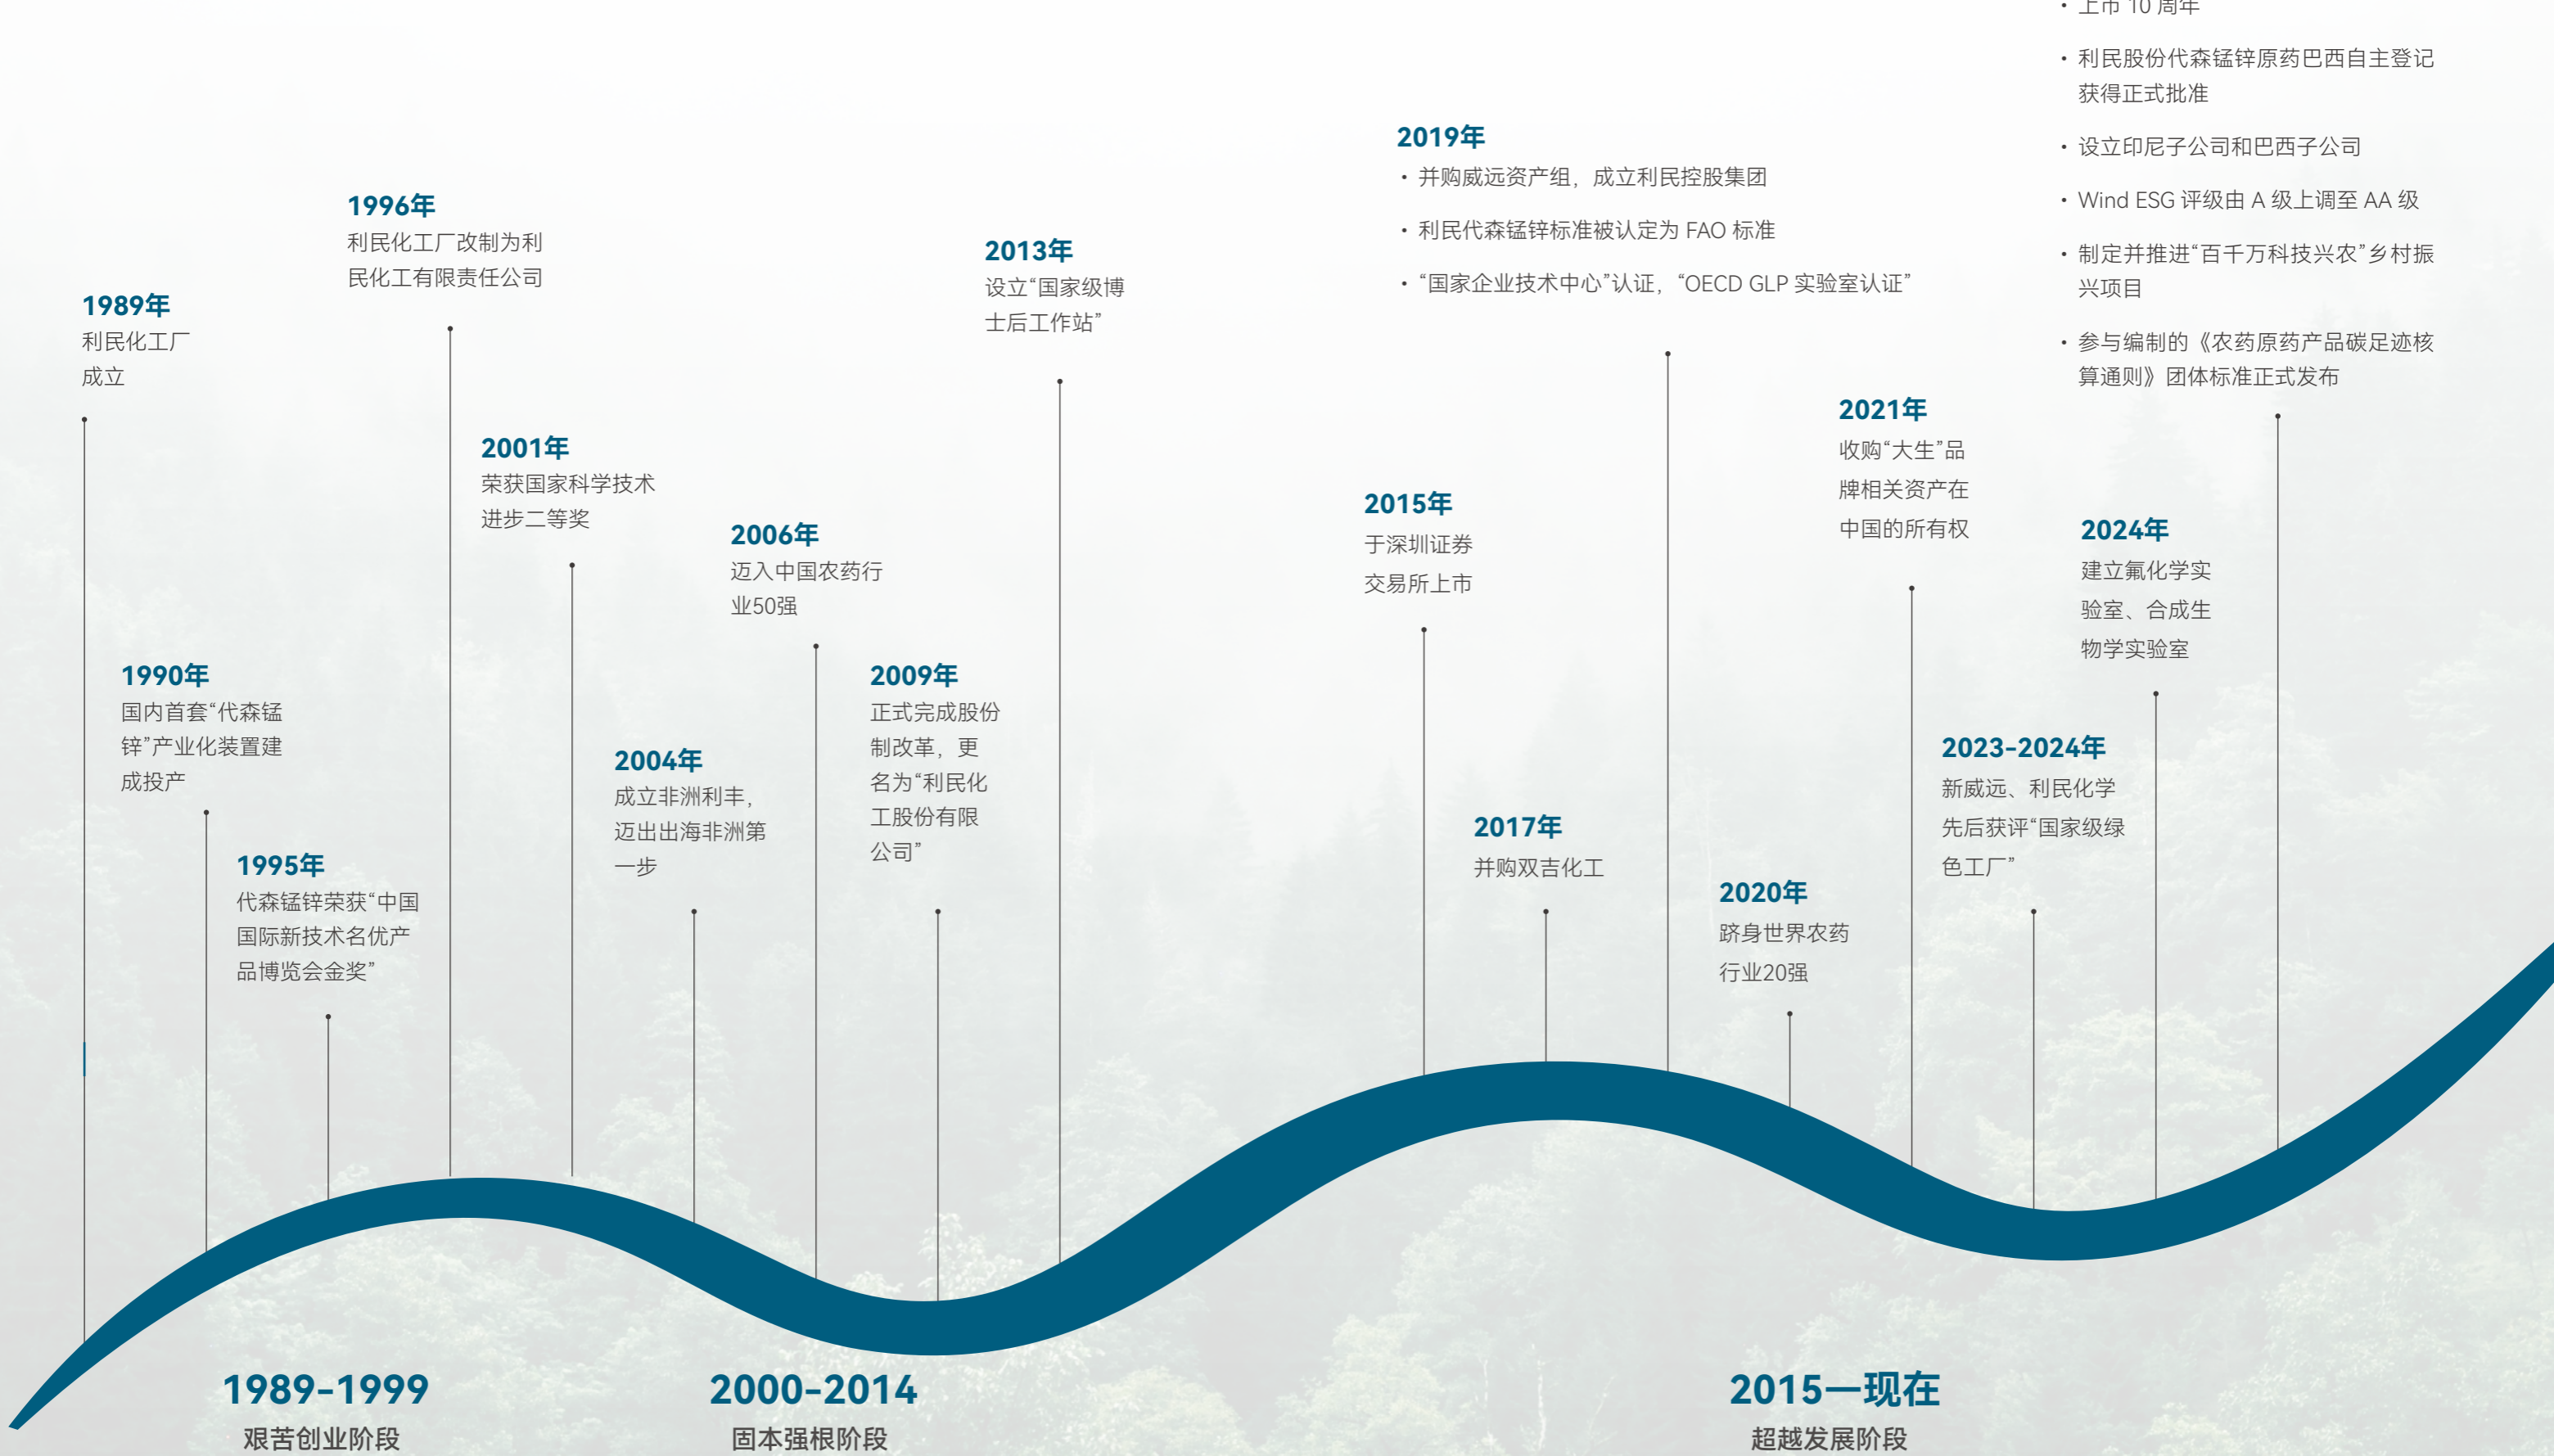 1989年
利民化工厂
成立
1990年
国内首套“代森锰
锌”产业化装置建
成投产
1995年
代森锰锌荣获“中国
国际新技术名优产
品博览会金奖”
1996年
利民化工厂改制为利
民化工有限责任公司
2001年
荣获国家科学技术
进步二等奖
2004年
成立非洲利丰，
迈出出海非洲第
一步
2006年
迈入中国农药行
业50强
2009年
正式完成股份
制改革，更
名为“利民化
工股份有限
公司”
2013年
设立“国家级博
士后工作站”
2015年
于深圳证券
交易所上市
2017年
并购双吉化工
2019年
• 并购威远资产组，成立利民控股集团
• 利民代森锰锌标准被认定为 FAO 标准
• “国家企业技术中心”认证，“OECD GLP 实验室认证”
2020年
跻身世界农药
行业20强
2021年
收购“大生”品
牌相关资产在
中国的所有权
2023-2024年
新威远、利民化学
先后获评“国家级绿
色工厂”
2024年
建立氟化学实
验室、合成生
物学实验室
• 上市 10 周年
• 利民股份代森锰锌原药巴西自主登记
获得正式批准
• 设立印尼子公司和巴西子公司
• Wind ESG 评级由 A 级上调至 AA 级
• 制定并推进“百千万科技兴农”乡村振
兴项目
• 参与编制的《农药原药产品碳足迹核
算通则》团体标准正式发布
1989-1999
艰苦创业阶段
2000-2014
固本强根阶段
2015一现在
超越发展阶段